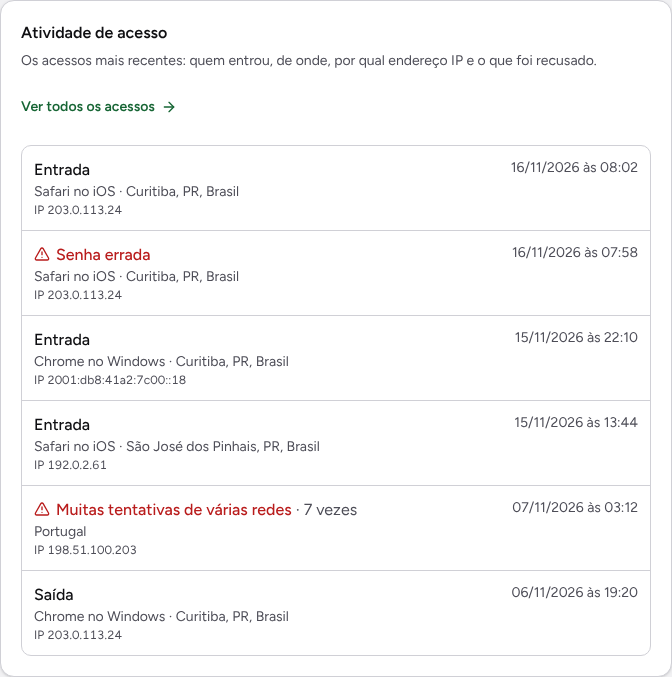 Atividade de acesso
Os acessos mais recentes: quem entrou, de onde, por qual endereço IP e o que foi recusado.
Ver todos os acessos →
Entrada
16/11/2026 às 08:02
Safari no iOS · Curitiba, PR, Brasil
IP 203.0.113.24
Senha errada
16/11/2026 às 07:58
Safari no iOS · Curitiba, PR, Brasil
IP 203.0.113.24
Entrada
15/11/2026 às 22:10
Chrome no Windows · Curitiba, PR, Brasil
IP 2001:db8:41a2:7c00::18
Entrada
15/11/2026 às 13:44
Safari no iOS · São José dos Pinhais, PR, Brasil
IP 192.0.2.61
Muitas tentativas de várias redes · 7 vezes
07/11/2026 às 03:12
Portugal
IP 198.51.100.203
Saída
06/11/2026 às 19:20
Chrome no Windows · Curitiba, PR, Brasil
IP 203.0.113.24